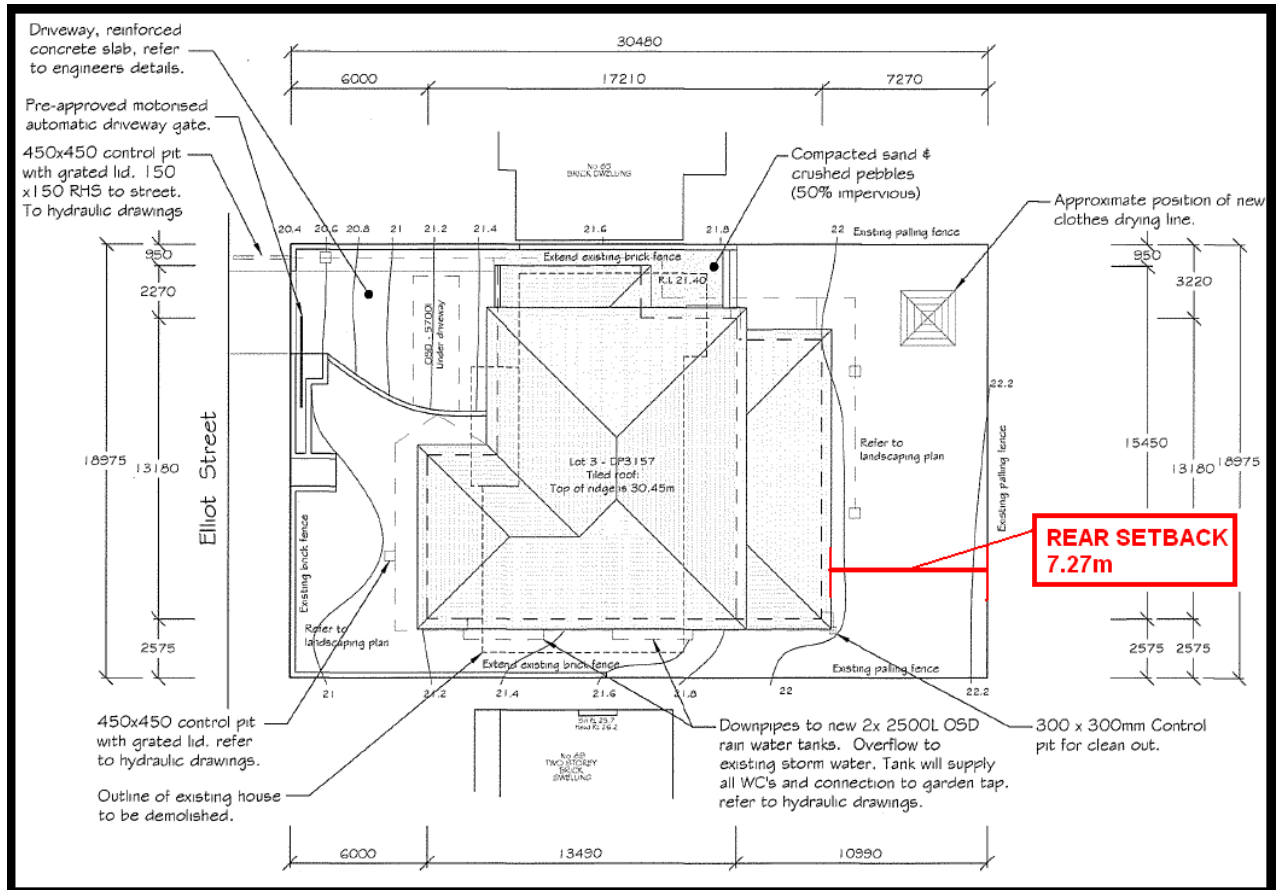 Driveway, reinforced
concrete slab, refer
to engineers details.
Pre-approved motorised
automatic driveway gate.
450x450 control pit
with grated lid. 150
x150 RHS to street.
To hydraulic drawings
30480
6000
17210
7270
No 65
BRICK DWELLING
Compacted sand &
crushed pebbles
(50% impervious)
Approximate position of new
clothes drying line.
20.4
20.6
20.8
21
21.2
21.4
21.6
21.8
22
Existing palling fence
Extend existing brick fence
R.L 21.40
OSD - 5700l
Under driveway
950
2270
13180
2575
18975
Elliot Street
Existing brick fence
Lot 3 - DP3157
Tiled roof:
Top of ridge is 30.45m
22.2
Refer to
landscaping plan
Existing palling fence
950
3220
15450
13180
18975
2575
2575
REAR SETBACK
7.27m
Refer to
landscaping plan
Extend existing brick fence
Existing palling fence
21
21.2
21.4
21.6
21.8
22
22.2
450x450 control pit
with grated lid. refer
to hydraulic drawings.
Outline of existing house
to be demolished.
TWO STOREY
BRICK
DWELLING
Downpipes to new 2x 2500L OSD
rain water tanks. Overflow to
existing storm water. Tank will supply
all WC's and connection to garden tap.
refer to hydraulic drawings.
300 x 300mm Control
pit for clean out.
6000
13490
10990